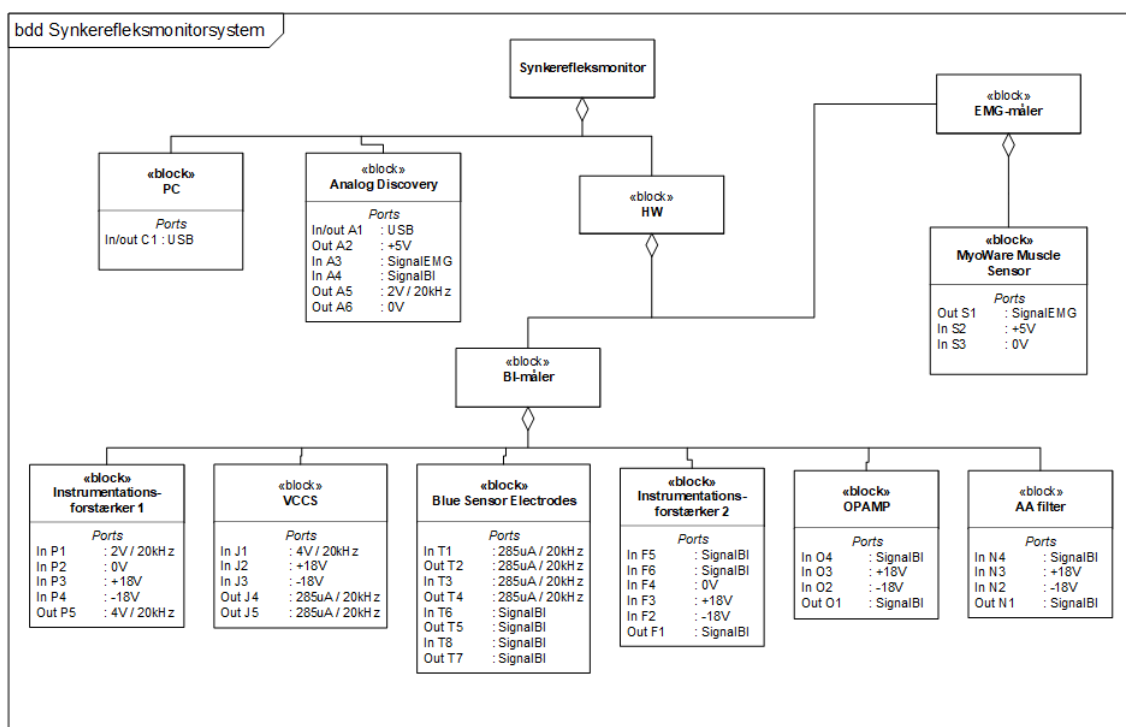 bdd Synkerefleksmonitorsystem
Synkerefleksmonitor
«block»
EMG-måler
«block»
PC
Ports
In/out C1 : USB
«block»
Analog Discovery
Ports
In/out A1 : USB
Out A2 : +5V
In A3 : SignalEMG
In A4 : SignalBI
Out A5 : 2V / 20kHz
Out A6 : 0V
«block»
HW
«block»
MyoWare Muscle
Sensor
Ports
Out S1 : SignalEMG
In S2 : +5V
In S3 : 0V
«block»
BI-måler
«block»
Instrumentations-
forstærker 1
Ports
In P1 : 2V / 20kHz
In P2 : 0V
In P3 : +18V
In P4 : -18V
Out P5 : 4V / 20kHz
«block»
VCCS
Ports
In J1 : 4V / 20kHz
In J2 : +18V
In J3 : -18V
Out J4 : 285uA / 20kHz
Out J5 : 285uA / 20kHz
«block»
Blue Sensor Electrodes
Ports
In T1 : 285uA / 20kHz
Out T2 : 285uA / 20kHz
In T3 : 285uA / 20kHz
Out T4 : 285uA / 20kHz
In T6 : SignalBI
Out T5 : SignalBI
In T8 : SignalBI
Out T7 : SignalBI
«block»
Instrumentations-
forstærker 2
Ports
In F5 : SignalBI
In F6 : SignalBI
In F4 : 0V
In F3 : +18V
In F2 : -18V
Out F1 : SignalBI
«block»
OPAMP
Ports
In O4 : SignalBI
In O3 : +18V
In O2 : -18V
Out O1 : SignalBI
«block»
AA filter
Ports
In N4 : SignalBI
In N3 : +18V
In N2 : -18V
Out N1 : SignalBI